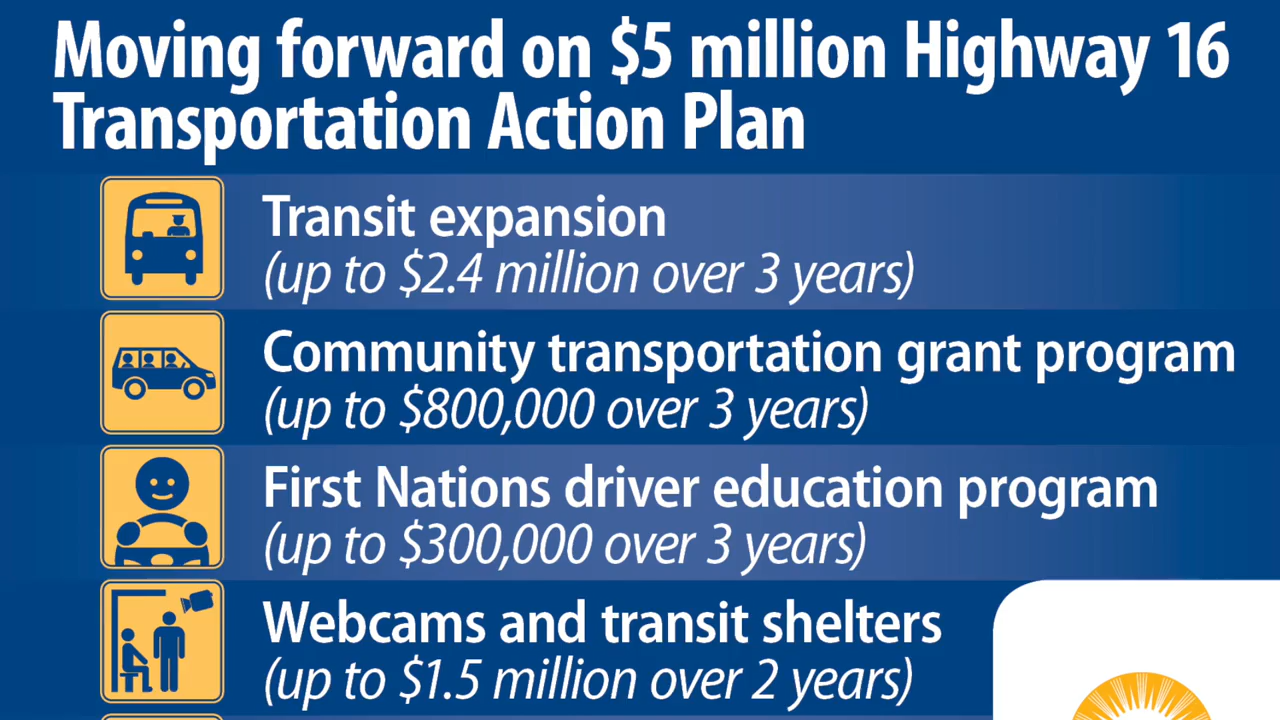 Moving forward on $5 million Highway 16
Transportation Action Plan
Transit expansion
(up to $2.4 million over 3 years)
Community transportation grant program
(up to $800,000 over 3 years)
First Nations driver education program
(up to $300,000 over 3 years)
Webcams and transit shelters
(up to $1.5 million over 2 years)